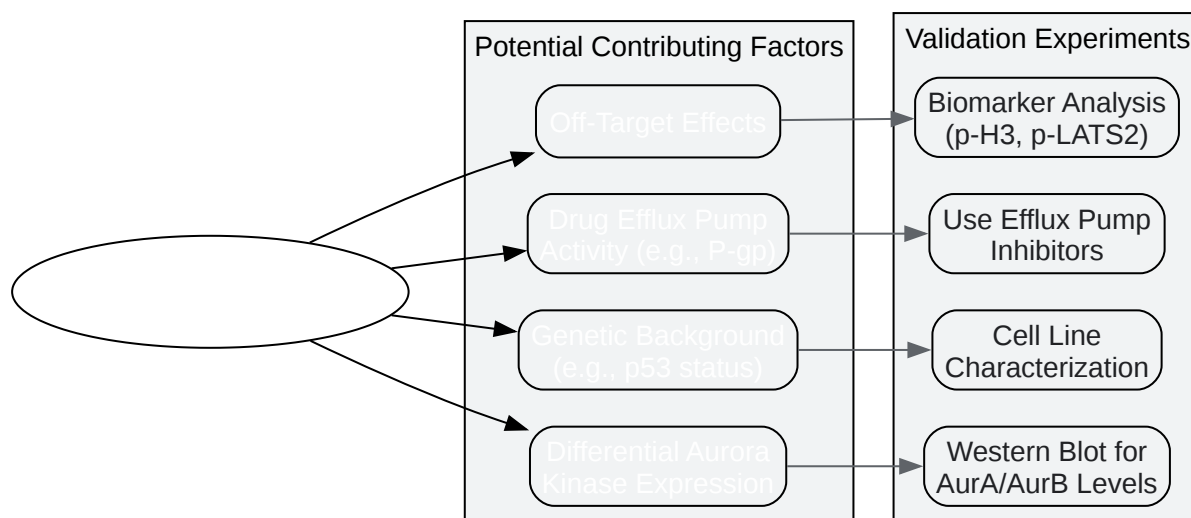 Potential Contributing Factors
Validation Experiments
Off-Target Effects
Biomarker Analysis
(p-H3, p-LATS2)
Drug Efflux Pump
Activity (e.g., P-gp)
Use Efflux Pump
Inhibitors
Genetic Background
(e.g., p53 status)
Cell Line
Characterization
Differential Aurora
Kinase Expression
Western Blot for
AurA/AurB Levels